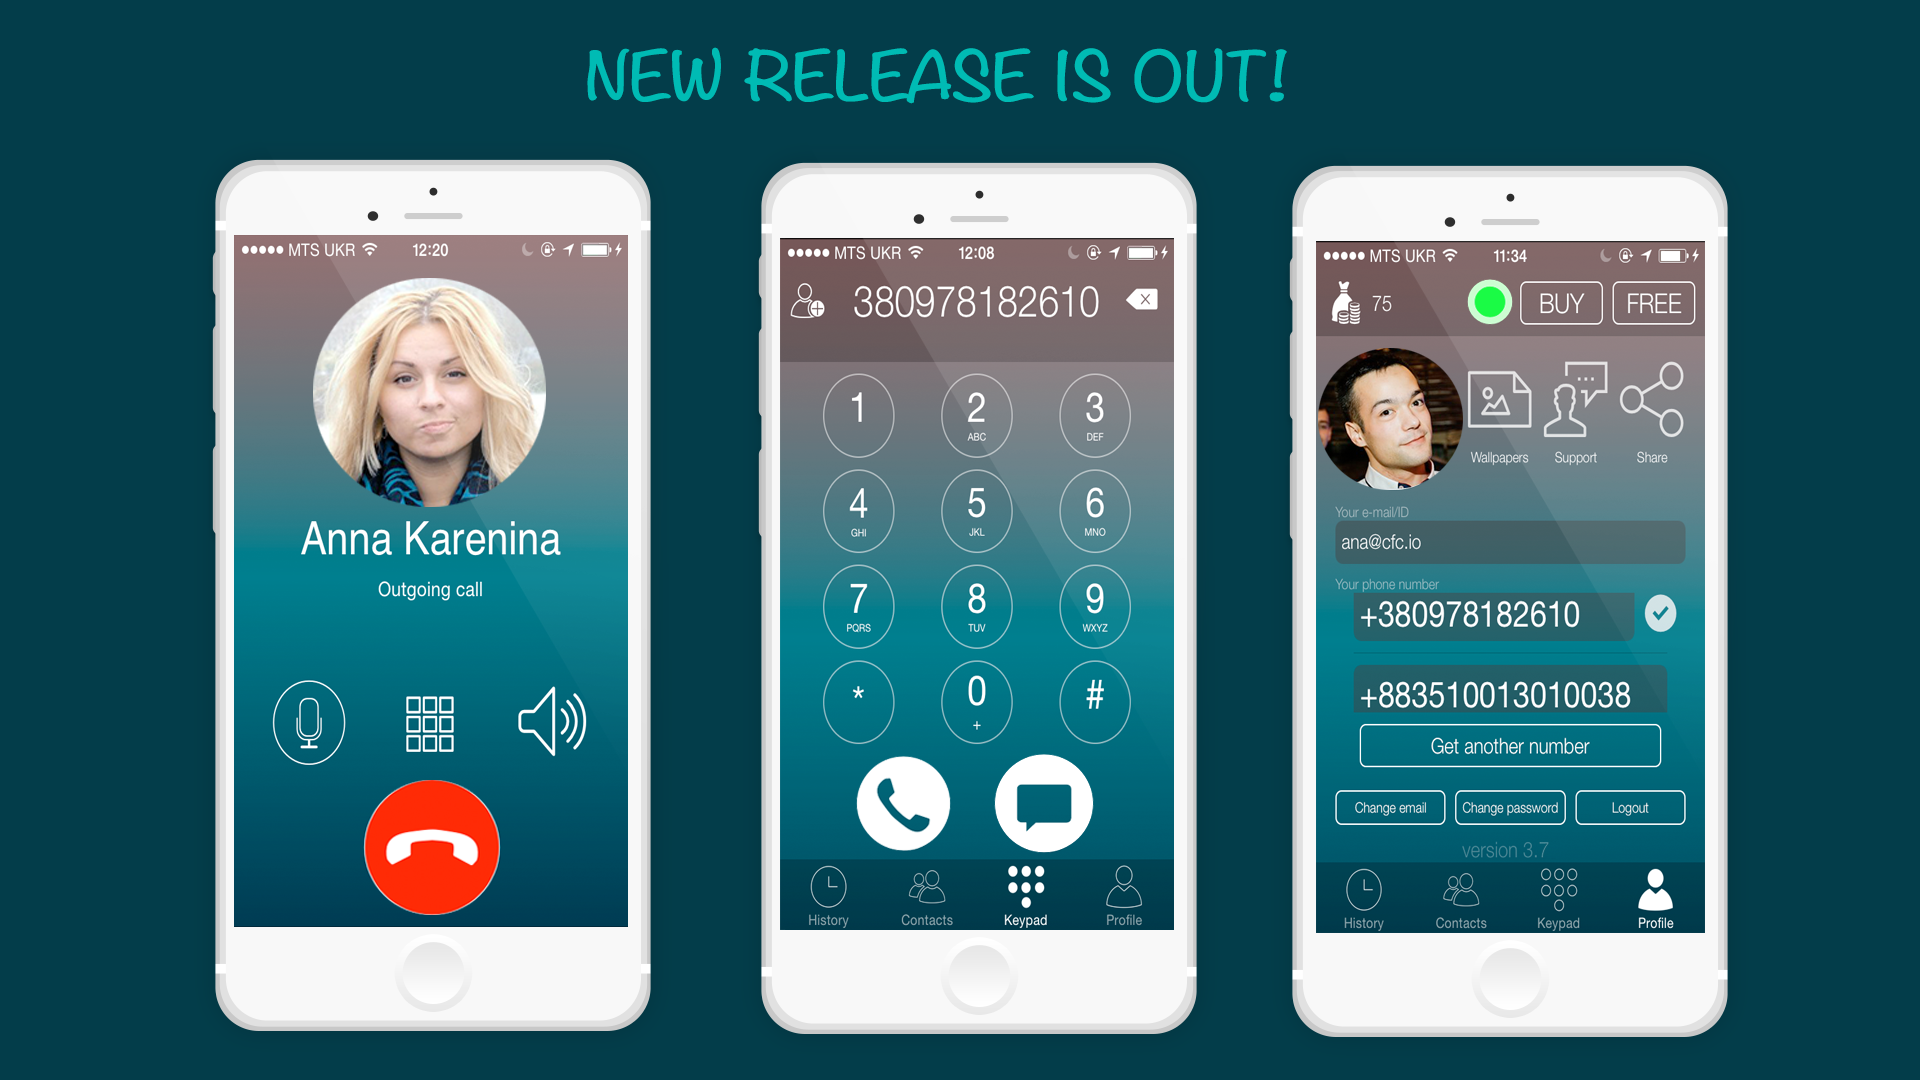 NEW RELEASE IS OUT!
MTS UKR 12:20
Anna Karenina
Outgoing call
MTS UKR 12:08
380978182610
1 2 3
ABC DEF
4 5 6
GHI JKL MNO
7 8 9
PQRS TUV WXYZ
* 0 #
+
History Contacts Keypad Profile
MTS UKR 11:34
75 BUY FREE
Wallpapers Support Share
Your e-mail/ID
ana@cfc.io
Your phone number
+380978182610
+883510013010038
Get another number
Change email Change password Logout
version 3.7
History Contacts Keypad Profile